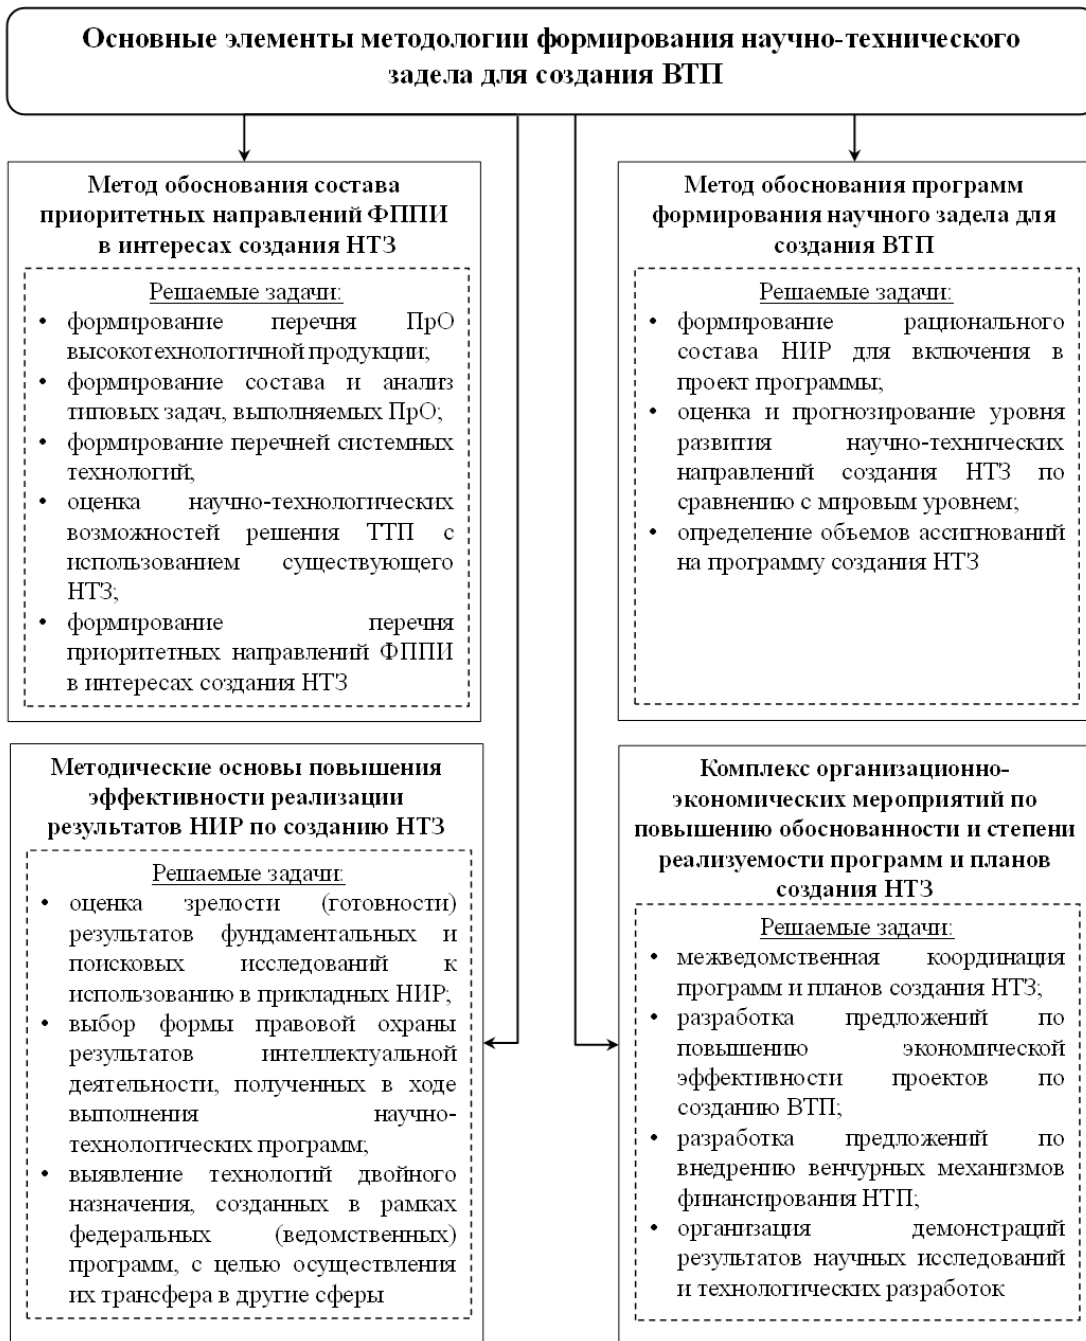 Основные элементы методологии формирования научно-технического
задела для создания ВТП
Метод обоснования состава
приоритетных направлений ФППИ
в интересах создания НТЗ
Решаемые задачи:
• формирование перечня ПрО
высокотехнологичной продукции;
• формирование состава и анализ
типовых задач, выполняемых ПрО;
• формирование перечней системных
технологий;
• оценка научно-технологических
возможностей решения ТТП с
использованием существующего
НТЗ;
• формирование перечня
приоритетных направлений ФППИ
в интересах создания НТЗ
Метод обоснования программ
формирования научного задела для
создания ВТП
Решаемые задачи:
• формирование рационального
состава НИР для включения в
проект программы;
• оценка и прогнозирование уровня
развития научно-технических
направлений создания НТЗ по
сравнению с мировым уровнем;
• определение объемов ассигнований
на программу создания НТЗ
Методические основы повышения
эффективности реализации
результатов НИР по созданию НТЗ
Решаемые задачи:
• оценка зрелости (готовности)
результатов фундаментальных и
поисковых исследований к
использованию в прикладных НИР;
• выбор формы правовой охраны
результатов интеллектуальной
деятельности, полученных в ходе
выполнения научно-
технологических программ;
• выявление технологий двойного
назначения, созданных в рамках
федеральных (ведомственных)
программ, с целью осуществления
их трансфера в другие сферы
Комплекс организационно-
экономических мероприятий по
повышению обоснованности и степени
реализуемости программ и планов
создания НТЗ
Решаемые задачи:
• межведомственная координация
программ и планов создания НТЗ;
• разработка предложений по
повышению экономической
эффективности проектов по
созданию ВТП;
• разработка предложений по
внедрению венчурных механизмов
финансирования НТП;
• организация демонстраций
результатов научных исследований
и технологических разработок